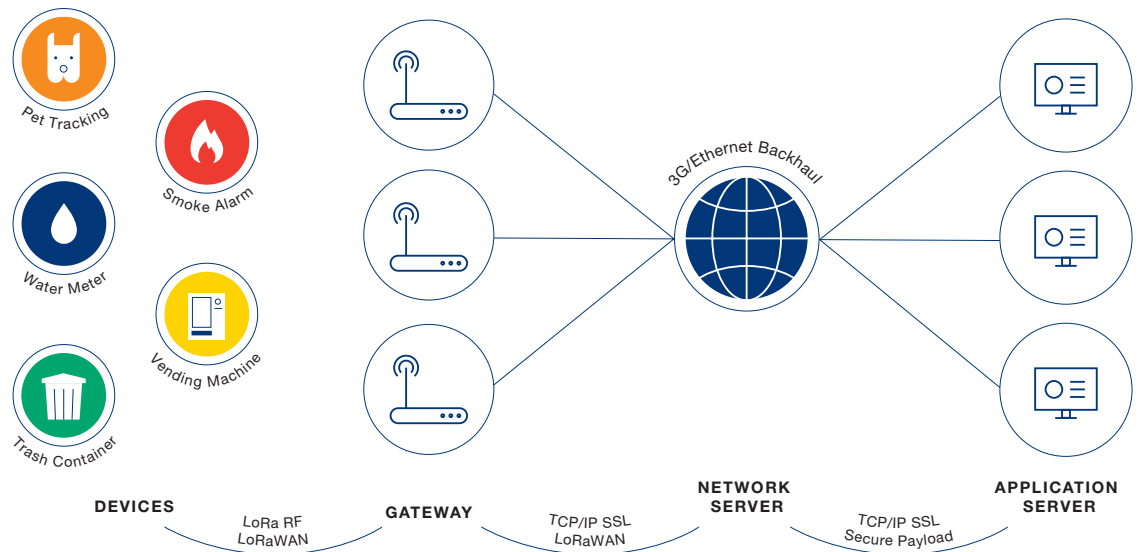 Pet Tracking
Smoke Alarm
Water Meter
Vending Machine
Trash Container
3G/Ethernet Backhaul
DEVICES
LoRa RF
LoRaWAN
GATEWAY
TCP/IP SSL
LoRaWAN
NETWORK
SERVER
TCP/IP SSL
Secure Payload
APPLICATION
SERVER